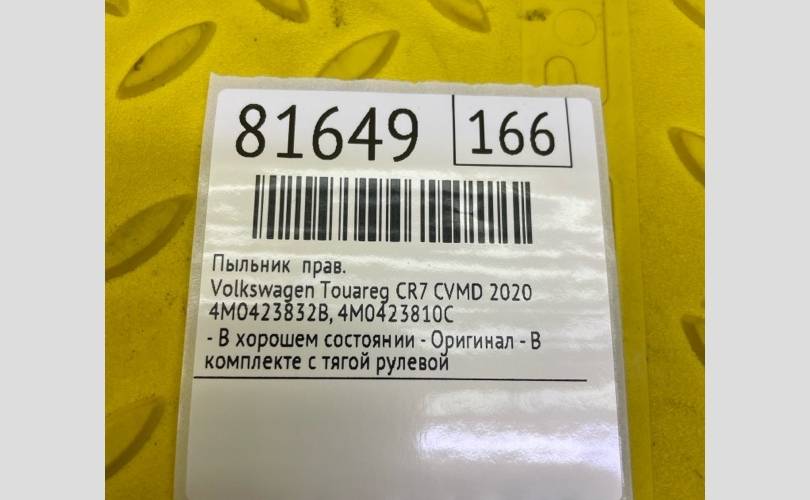 81649 166
Пыльник прав.
Volkswagen Touareg CR7 CVMD 2020
4M0423832B, 4M0423810C
- В хорошем состоянии - Оригинал - В
комплекте с тягой рулевой